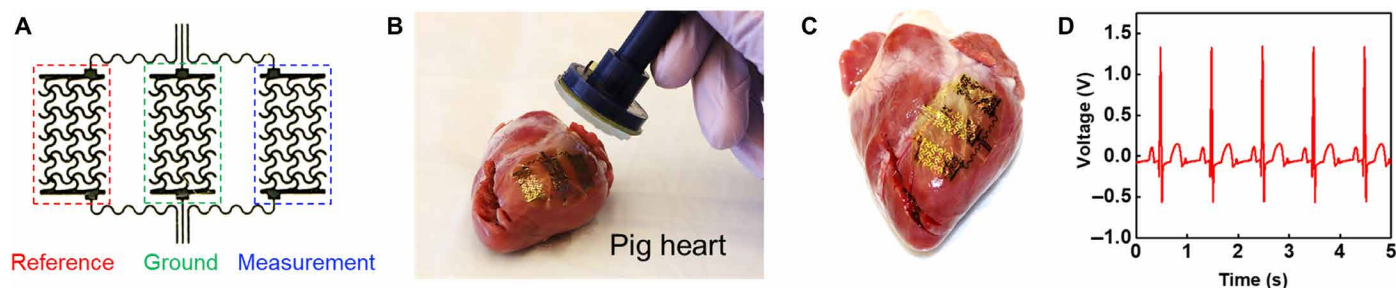 A
Reference Ground Measurement
B
Pig heart
C
D
Voltage (V)
1.5
1.0
0.5
0.0
–0.5
–1.0
0 1 2 3 4 5
Time (s)